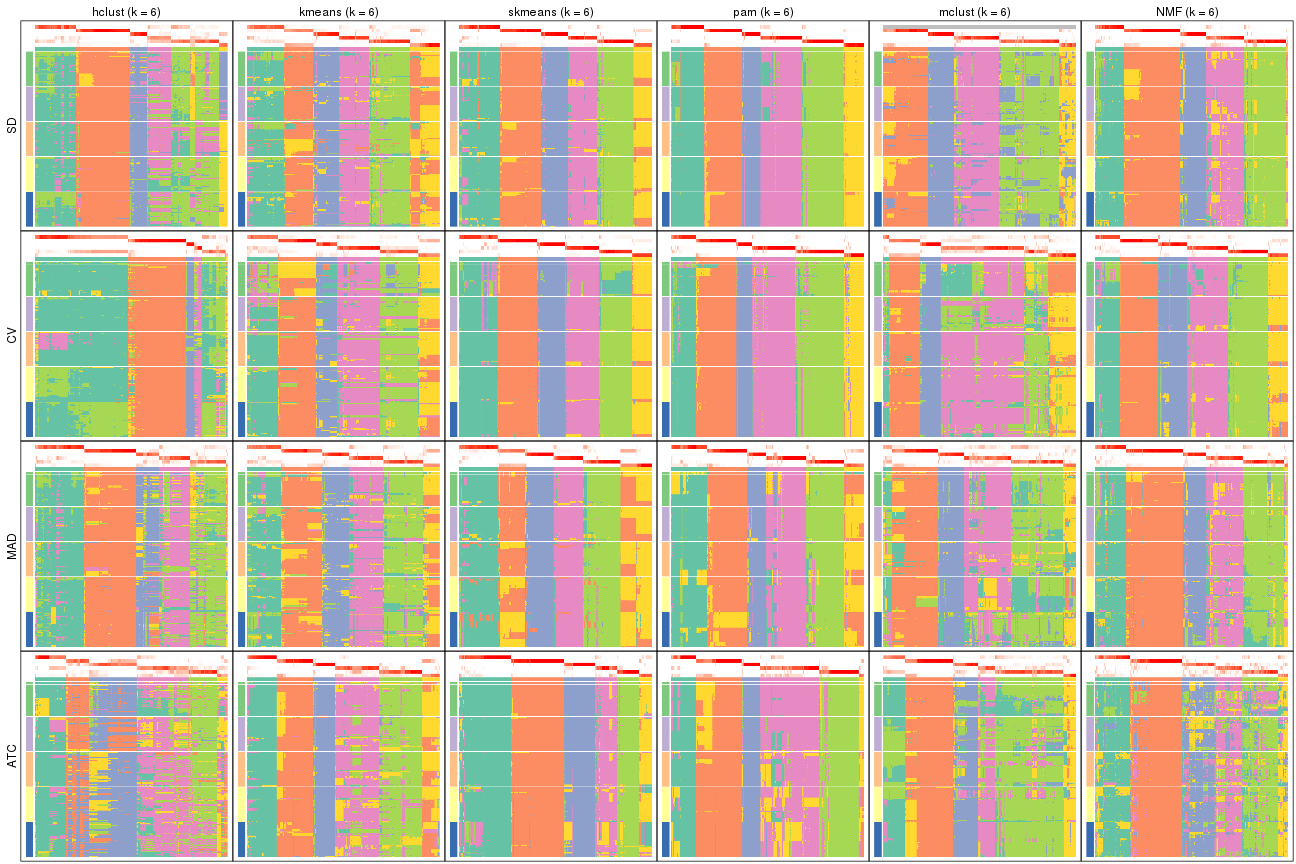 hclust (k = 6) kmeans (k = 6) skmeans (k = 6) pam (k = 6) mclust (k = 6) NMF (k = 6)
SD
CV
MAD
ATC